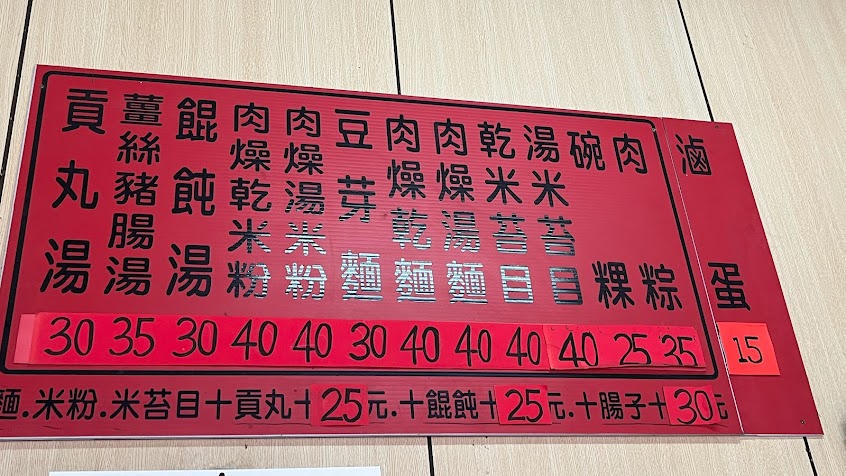 滷蛋
15
肉粽
35
碗粿
25
湯米苔目
40
乾米苔目
40
肉燥湯麵
40
肉燥乾麵
40
豆芽麵
30
肉燥湯米粉
40
肉燥乾米粉
40
餛飩湯
30
薑絲豬腸湯
35
貢丸湯
30
麵.米粉.米苔目十貢丸十25元.十餛飩十25元.十腸子十30元